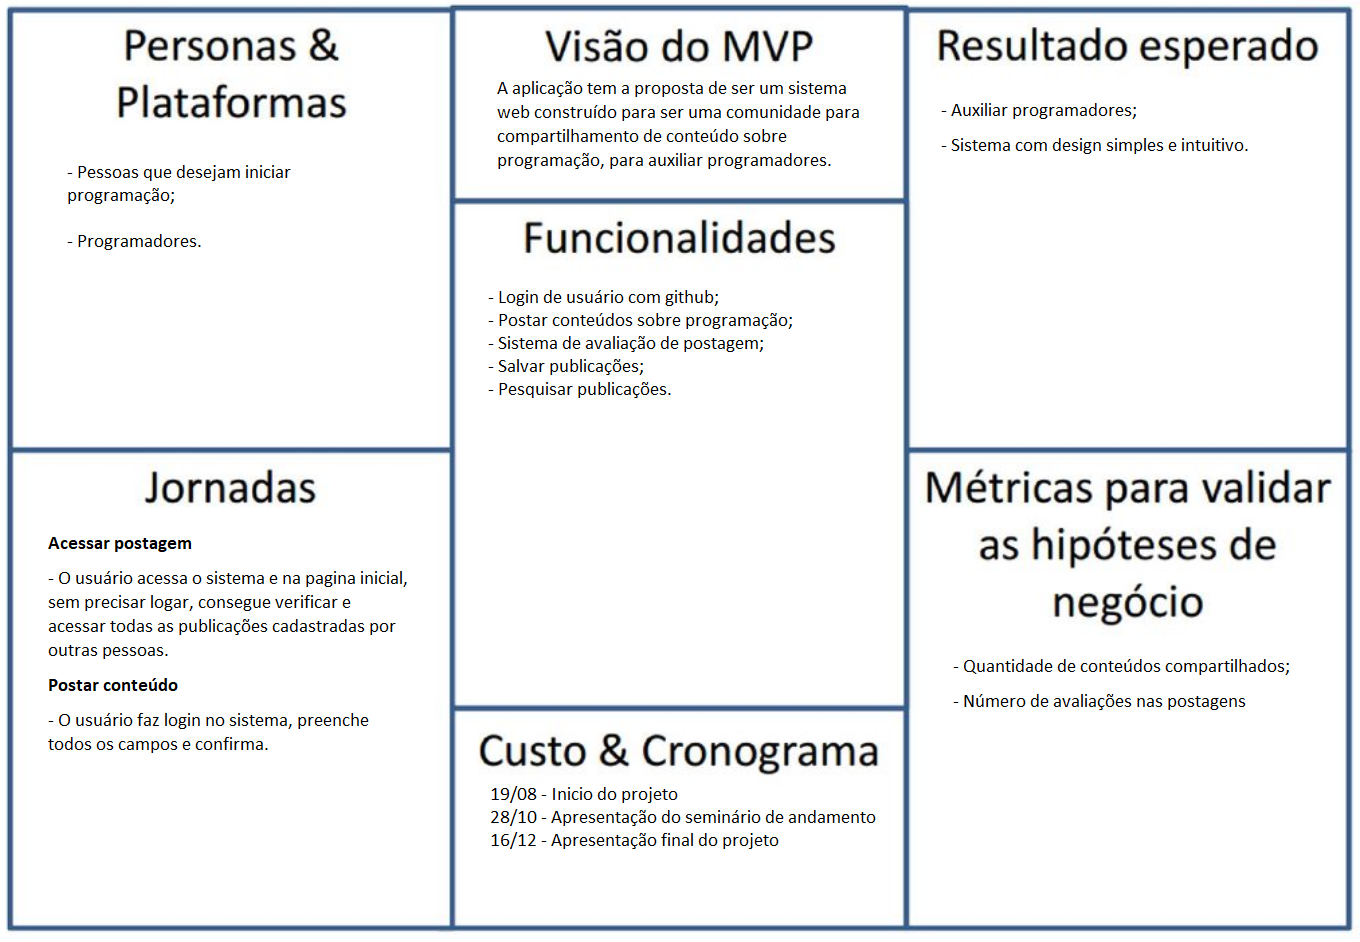 Personas &
Plataformas
- Pessoas que desejam iniciar
programação;
- Programadores.
Visão do MVP
A aplicação tem a proposta de ser um sistema
web construído para ser uma comunidade para
compartilhamento de conteúdo sobre
programação, para auxiliar programadores.
Resultado esperado
- Auxiliar programadores;
- Sistema com design simples e intuitivo.
Funcionalidades
- Login de usuário com github;
- Postar conteúdos sobre programação;
- Sistema de avaliação de postagem;
- Salvar publicações;
- Pesquisar publicações.
Jornadas
Acessar postagem
- O usuário acessa o sistema e na pagina inicial,
sem precisar logar, consegue verificar e
acessar todas as publicações cadastradas por
outras pessoas.
Postar conteúdo
- O usuário faz login no sistema, preenche
todos os campos e confirma.
Custo & Cronograma
19/08 - Inicio do projeto
28/10 - Apresentação do seminário de andamento
16/12 - Apresentação final do projeto
Métricas para validar
as hipóteses de
negócio
- Quantidade de conteúdos compartilhados;
- Número de avaliações nas postagens